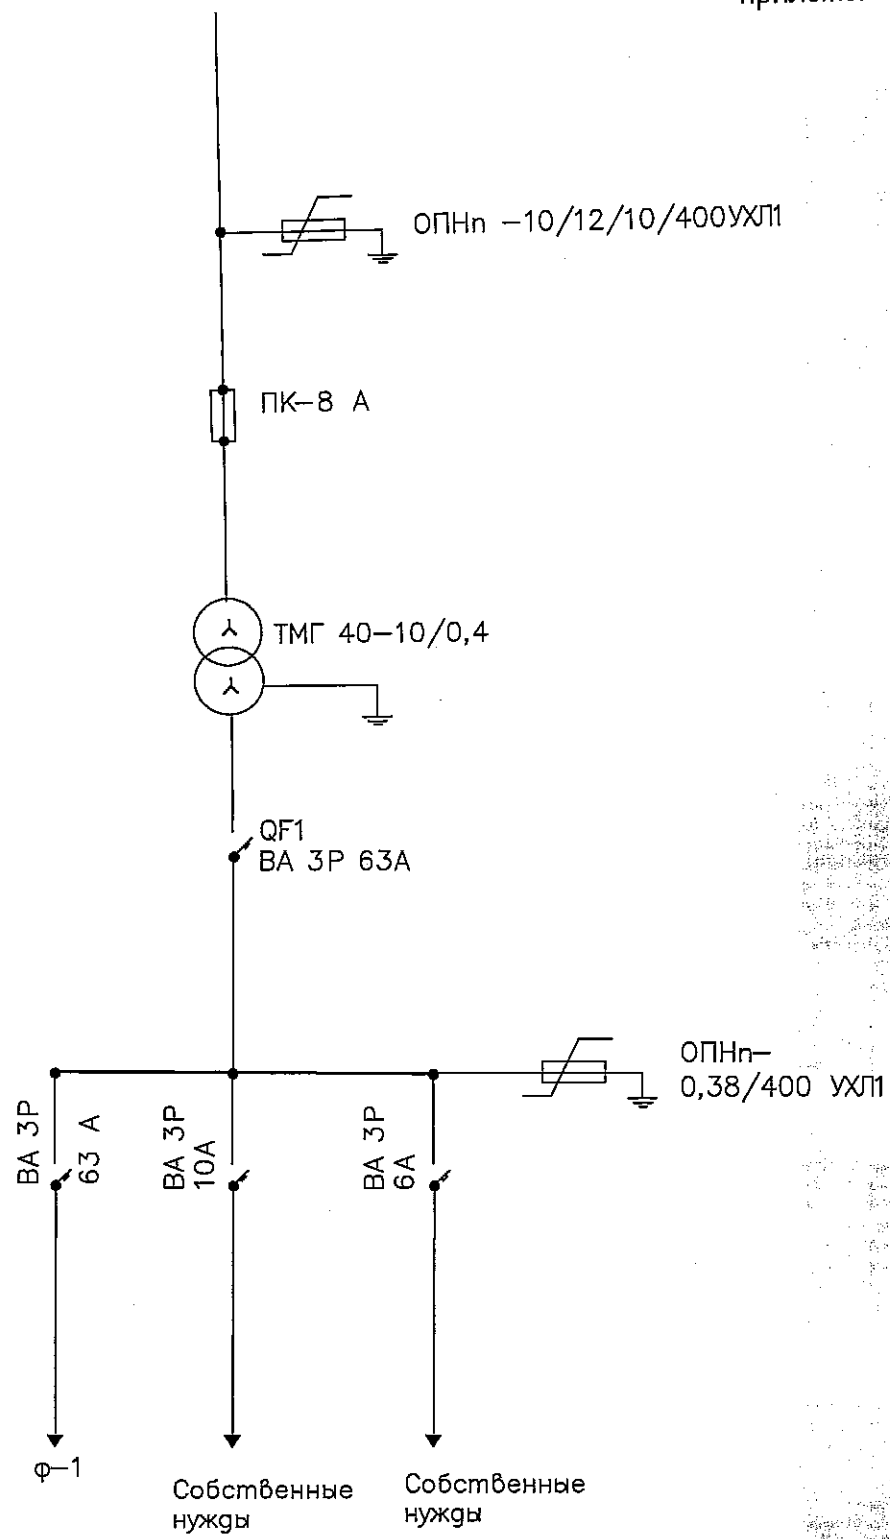 ОПНп -10/12/10/400УХЛ1
ПК-8 А
ТМГ 40-10/0,4
QF1
ВА 3Р 63А
ОПНп-
0,38/400 УХЛ1
ВА 3Р
63 А
ВА 3Р
10А
ВА 3Р
6А
ф-1
Собственные
нужды
Собственные
нужды